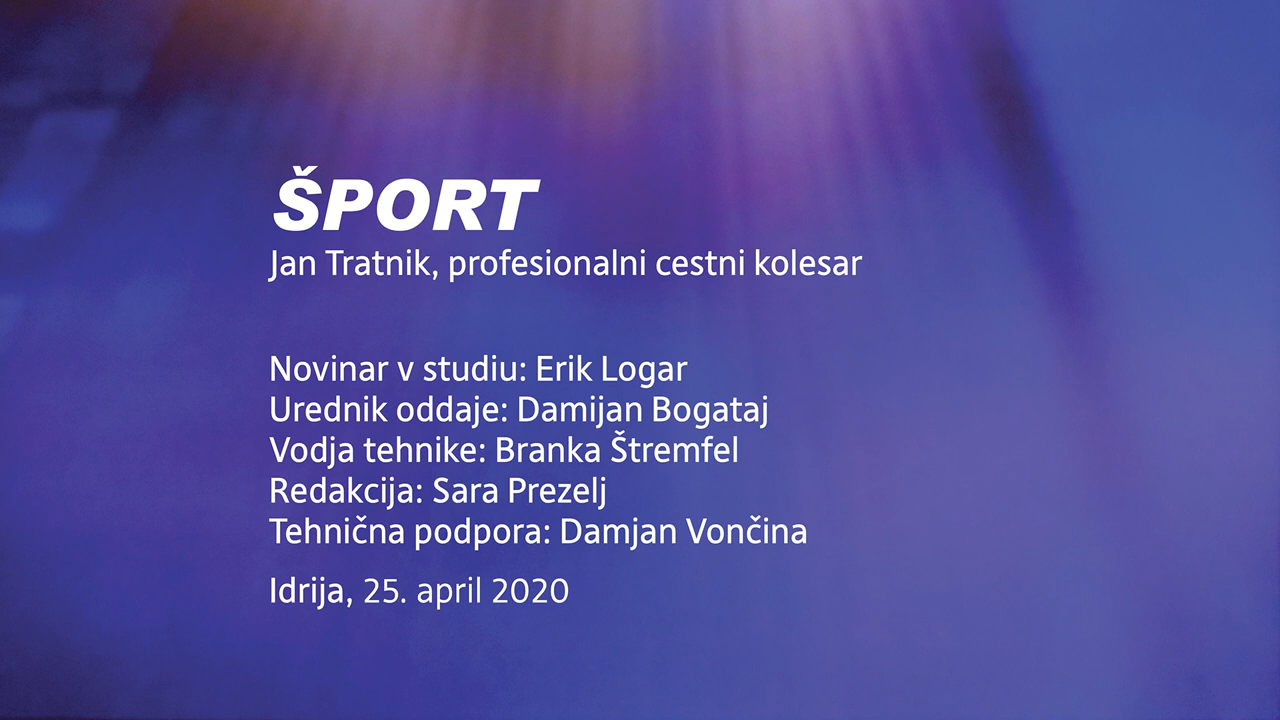 ŠPORT
Jan Tratnik, profesionalni cestni kolesar
Novinar v studiu: Erik Logar
Urednik oddaje: Damijan Bogataj
Vodja tehnike: Branka Štremfel
Redakcija: Sara Prezelj
Tehnična podpora: Damjan Vončina
Idrija, 25. april 2020